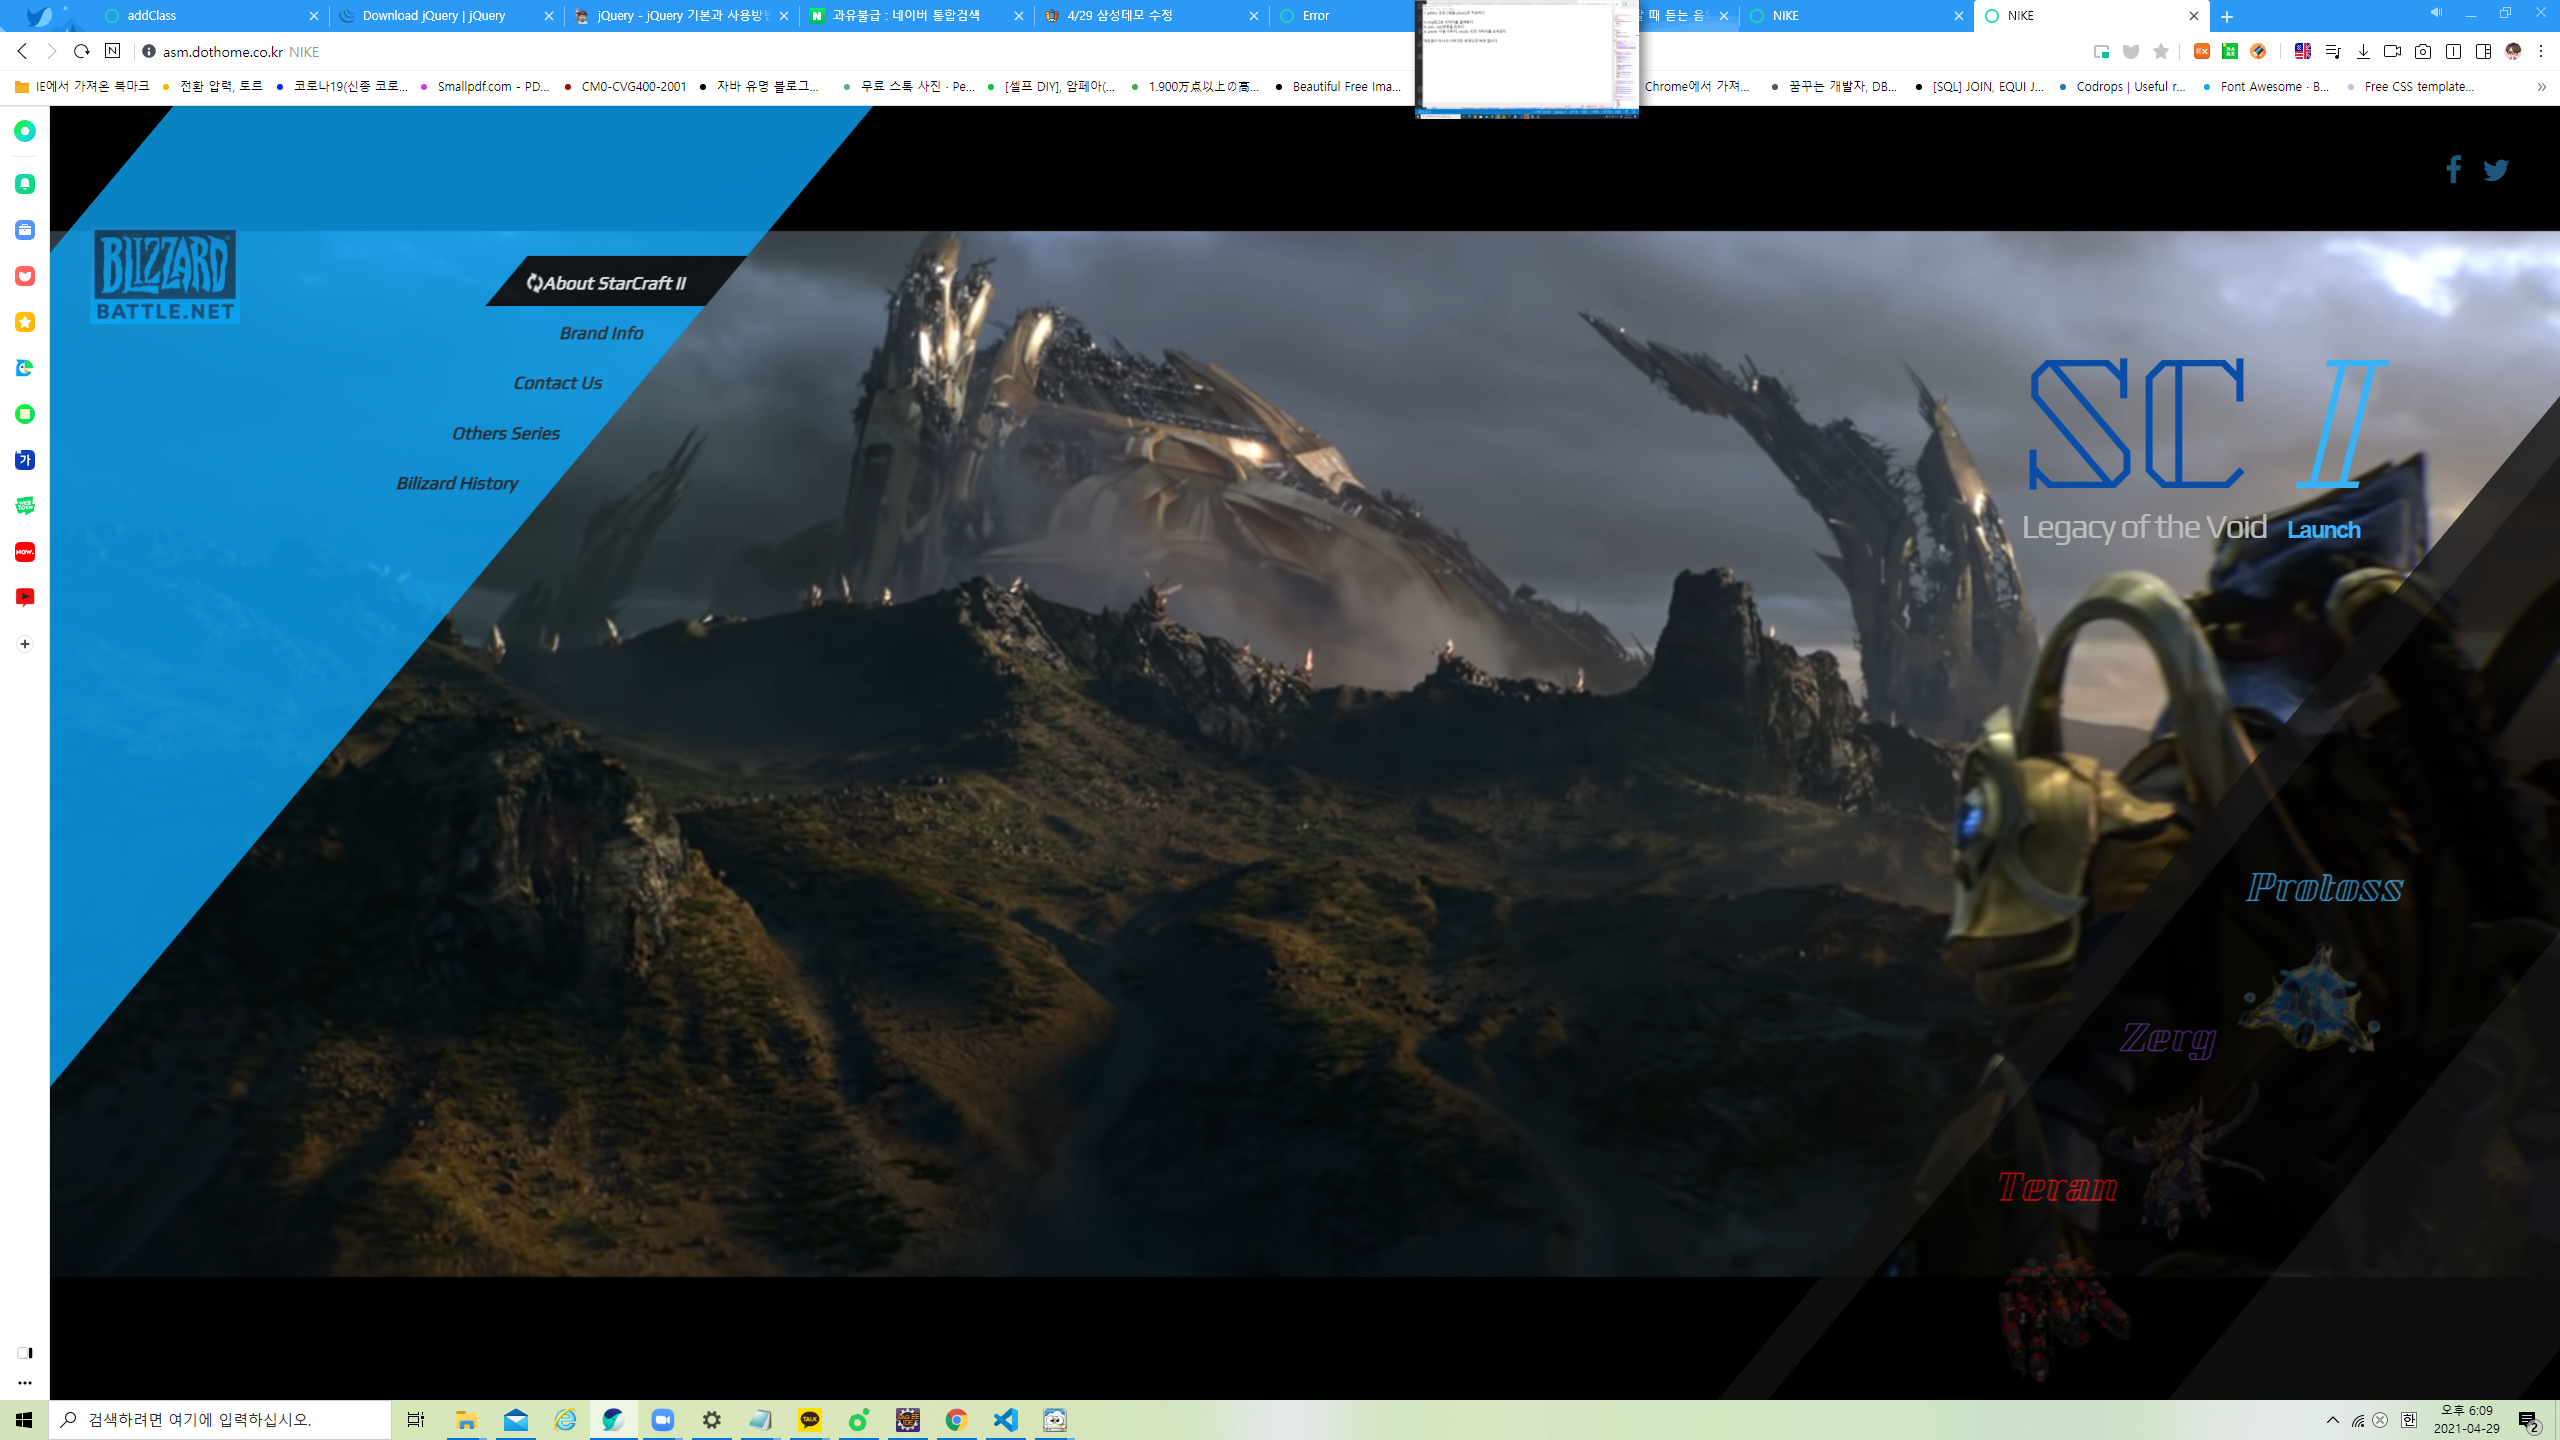 addClass
Download jQuery | jQuery
jQuery - jQuery 기본과 사용방법
과유불급 : 네이버 통합검색
4/29 삼성데모 수정
Error
할 때 듣는 음
NIKE
NIKE
asm.dothome.co.kr NIKE
IE에서 가져온 북마크
전환 압력, 토르
코로나19(신종 코로...
Smallpdf.com - PD...
CM0-CVG400-2001
자바 유명 블로그...
무료 스톡 사진 · Pe...
[셀프 DIY], 암페아(...
1.900万点以上の高...
Beautiful Free Ima...
Chrome에서 가져...
꿈꾸는 개발자, DB...
[SQL] JOIN, EQUI J...
Codrops | Useful r...
Font Awesome · B...
Free CSS template...
BLIZZARD
BATTLE.NET
About StarCraft II
Brand Info
Contact Us
Others Series
Bilizard History
SC I
Legacy of the Void Launch
Protoss
Zerg
Teran
검색하려면 여기에 입력하십시오.
TALK
한
오후 6:09
2021-04-29
2